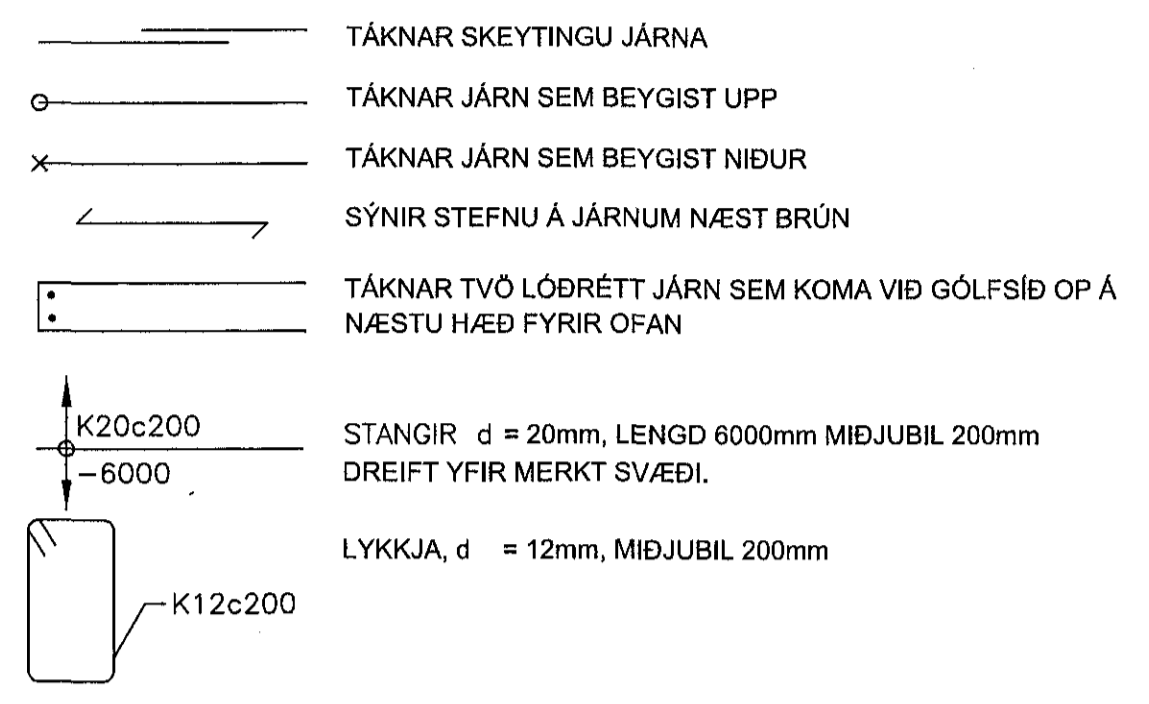 TÁKNAR SKEYTINGU JÁRNA
TÁKNAR JÁRN SEM BEYGIST UPP
TÁKNAR JÁRN SEM BEYGIST NIÐUR
SÝNIR STEFNU Á JÁRNUM NÆST BRÚN
TÁKNAR TVÖ LÓÐRÉTT JÁRN SEM KOMA VIÐ GÓLFSÍÐ OP Á
NÆSTU HÆÐ FYRIR OFAN
K20c200
-6000
STANGIR d = 20mm, LENGD 6000mm MIÐJUBIL 200mm
DREIFT YFIR MERKT SVÆÐI.
LYKKJA, d = 12mm, MIÐJUBIL 200mm
K12c200